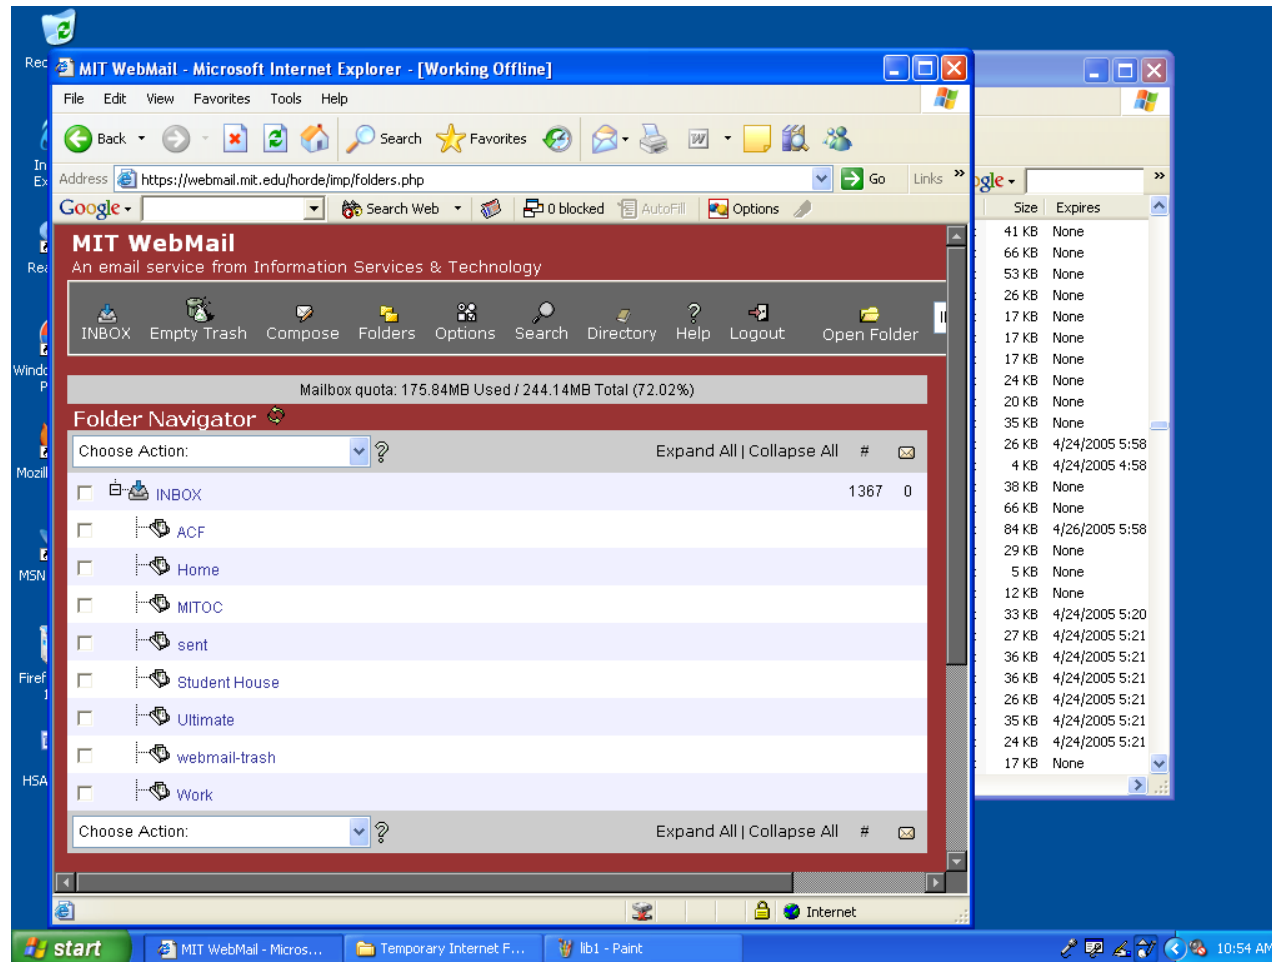 Rec
MIT WebMail - Microsoft Internet Explorer - [Working Offline]
File Edit View Favorites Tools Help
Back Search Favorites
In
Ex
Address https://webmail.mit.edu/horde/imp/folders.php Go Links »
Google Search Web 0 blocked AutoFill Options
ogle »
Size Expires
MIT WebMail
An email service from Information Services & Technology
Rea
INBOX Empty Trash Compose Folders Options Search Directory Help Logout Open Folder
Windo
P
Mailbox quota: 175.84MB Used / 244.14MB Total (72.02%)
Folder Navigator
Choose Action: ? Expand All | Collapse All #
Mozill
INBOX 1367 0
ACF
Home
MSN
MITOC
sent
Student House
Firef
1
Ultimate
webmail-trash
HSA
Work
Choose Action: ? Expand All | Collapse All #
Internet
41 KB None
66 KB None
53 KB None
26 KB None
17 KB None
17 KB None
17 KB None
24 KB None
20 KB None
35 KB None
26 KB 4/24/2005 5:58
4 KB 4/24/2005 4:58
38 KB None
66 KB None
84 KB 4/26/2005 5:58
29 KB None
5 KB None
12 KB None
33 KB 4/24/2005 5:20
27 KB 4/24/2005 5:21
36 KB 4/24/2005 5:21
36 KB 4/24/2005 5:21
26 KB 4/24/2005 5:21
35 KB 4/24/2005 5:21
24 KB 4/24/2005 5:21
17 KB None
start MIT WebMail - Micros... Temporary Internet F... lib1 - Paint 10:54 AM